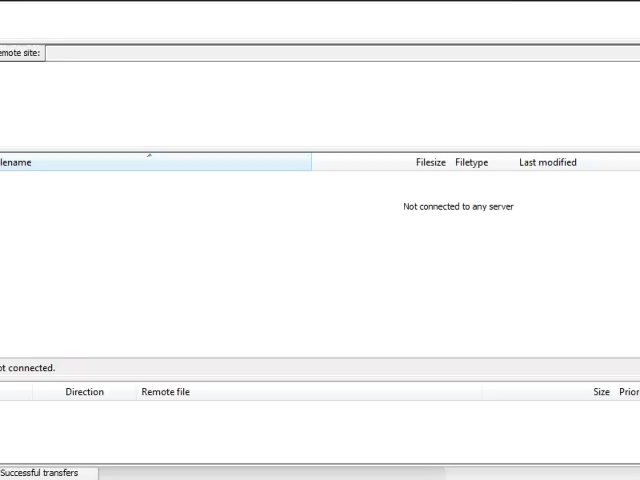 emote site:
lename Filesize Filetype Last modified
Not connected to any server
ot connected.
Direction Remote file Size Prior
Successful transfers